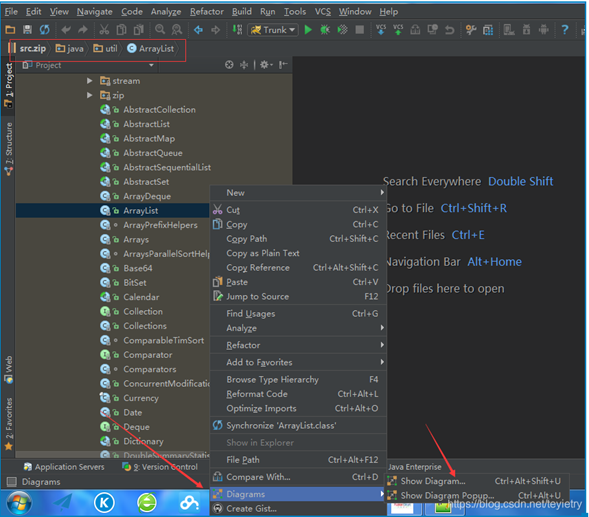 File Edit View Navigate Code Analyze Refactor Build Run Tools VCS Window Help
Trunk VCS VCS
src.zip java util ArrayList
1: Project
Project
7: Structure
Web
2: Favorites
stream
zip
AbstractCollection
AbstractList
AbstractMap
AbstractQueue
AbstractSequentialList
AbstractSet
ArrayDeque
ArrayList
ArrayPrefixHelpers
Arrays
ArraysParallelSortHelp
Base64
BitSet
Calendar
Collection
Collections
ComparableTimSort
Comparator
Comparators
ConcurrentModificatio
Currency
Date
Deque
Dictionary
DoubleSummaryStatis
Search Everywhere Double Shift
Go to File Ctrl+Shift+R
Recent Files Ctrl+E
Navigation Bar Alt+Home
Drop files here to open
New
Cut Ctrl+X
Copy Ctrl+C
Copy Path Ctrl+Shift+C
Copy as Plain Text
Copy Reference Ctrl+Alt+Shift+C
Paste Ctrl+V
Jump to Source F12
Find Usages Ctrl+G
Analyze
Refactor
Add to Favorites
Browse Type Hierarchy F4
Reformat Code Ctrl+Alt+L
Optimize Imports Ctrl+Alt+O
Synchronize 'ArrayList.class'
Show in Explorer
File Path Ctrl+Alt+F12
Compare With... Ctrl+D
Diagrams
Create Gist...
Show Diagram... Ctrl+Alt+Shift+U
Show Diagram Popup... Ctrl+Alt+U
Application Servers 9: Version Control Java Enterprise
Diagrams
https://blog.csdn.net/leyietry